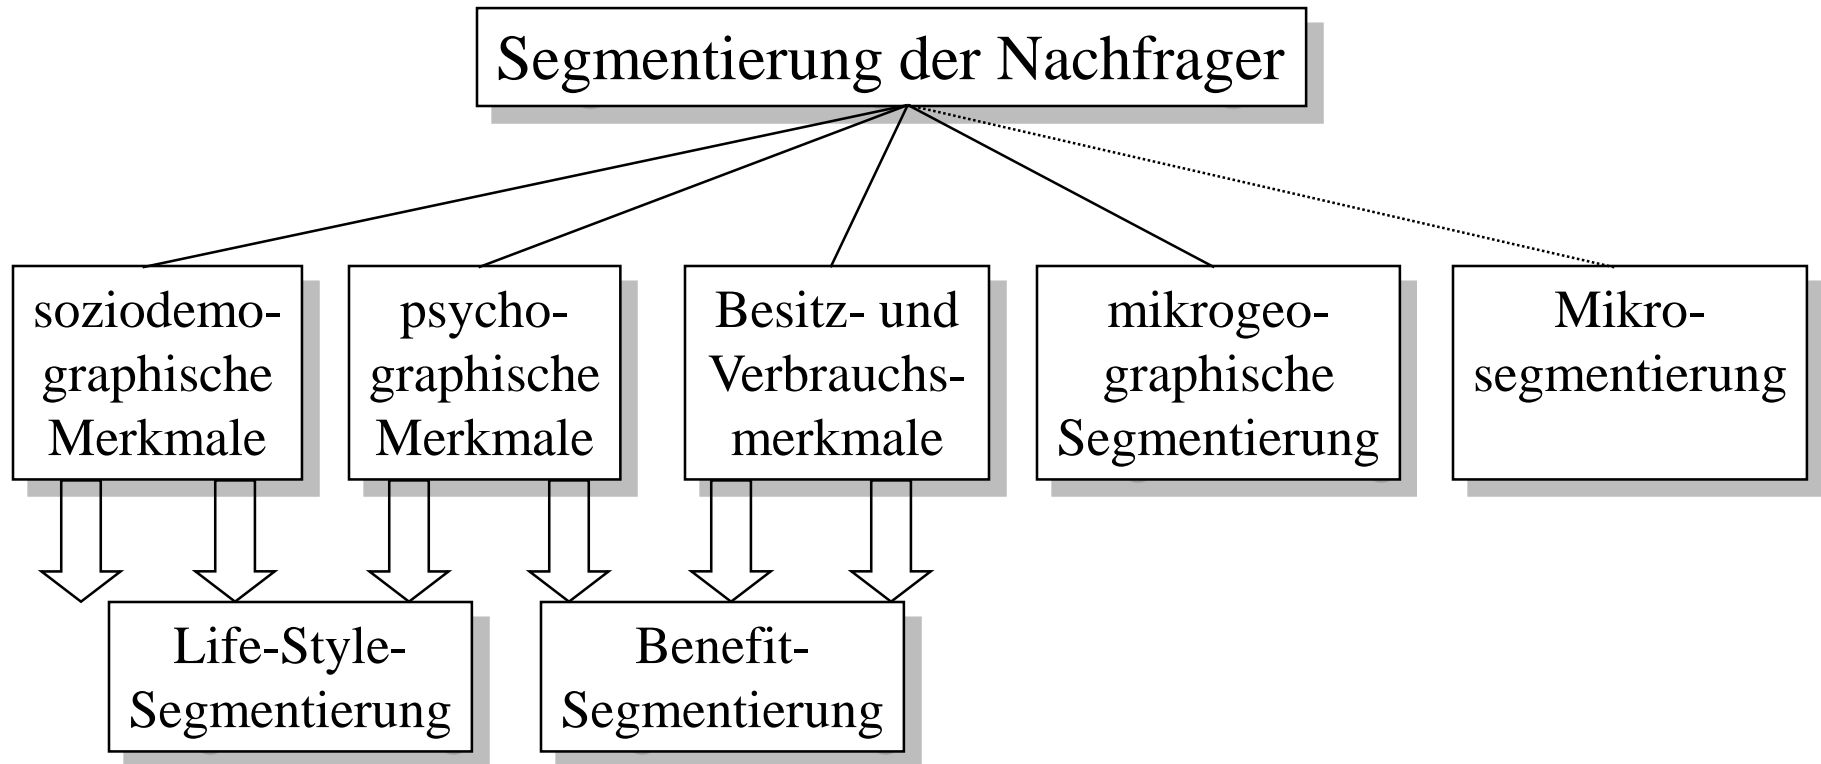 Segmentierung der Nachfrager
soziodemo-
graphische
Merkmale
psycho-
graphische
Merkmale
Besitz- und
Verbrauchs-
merkmale
mikrogeo-
graphische
Segmentierung
Mikro-
segmentierung
Life-Style-
Segmentierung
Benefit-
Segmentierung